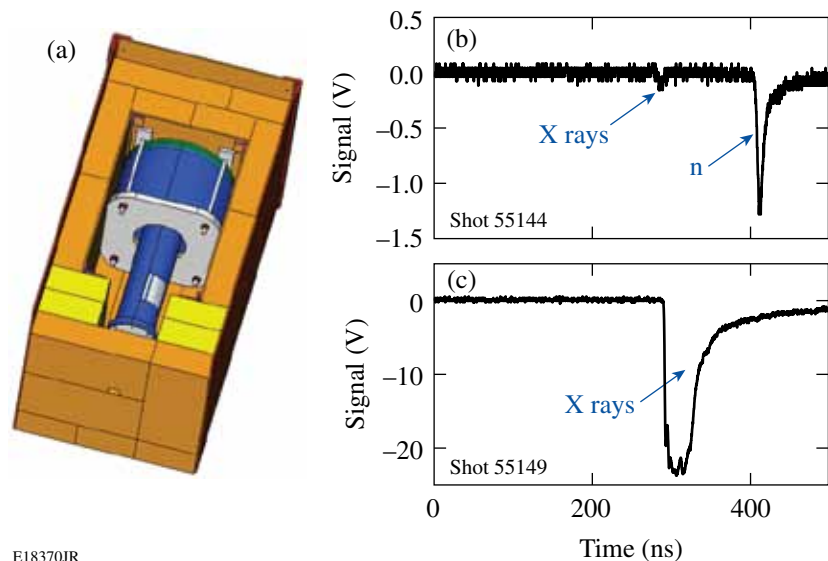 (a)
(b)
Signal (V)
0.5
0.0
−0.5
−1.0
−1.5
X rays
n
Shot 55144
(c)
Signal (V)
0
−10
−20
X rays
Shot 55149
0
200
400
Time (ns)
E18370JR